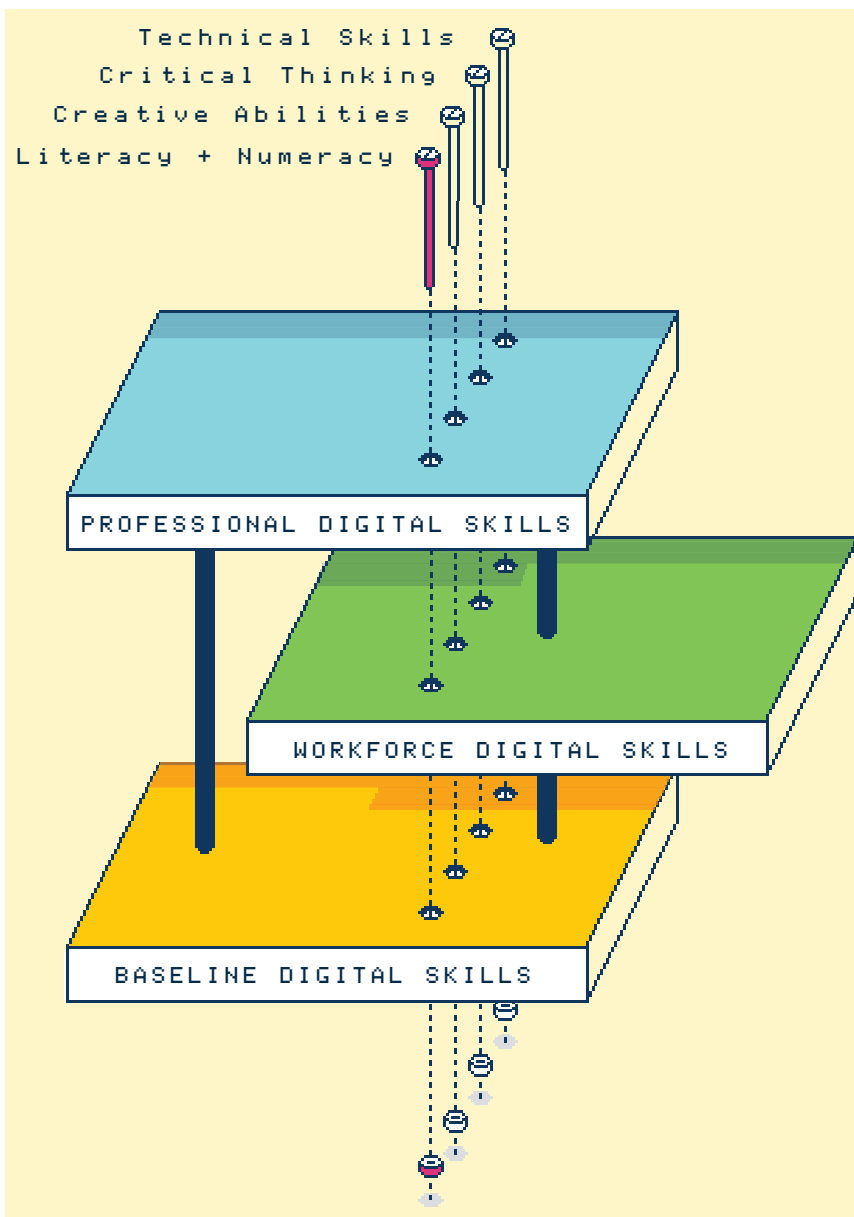 Technical Skills
Critical Thinking
Creative Abilities
Literacy + Numeracy
PROFESSIONAL DIGITAL SKILLS
WORKFORCE DIGITAL SKILLS
BASELINE DIGITAL SKILLS